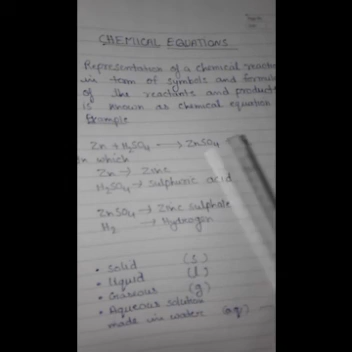 CHEMICAL EQUATIONS
Representation of a chemical reactio
in term of symbols and formula
of the reactants and products
is known as chemical equation
Example
Zn + H₂SO₄ → ZnSO₄
In which
Zn → Zinc
H₂SO₄ → Sulphuric acid
ZnSO₄ → Zinc sulphate
H₂ → Hydrogen
• Solid (s)
• Liquid (l)
• Gaseous (g)
• Aqueous solution
made in water (aq)